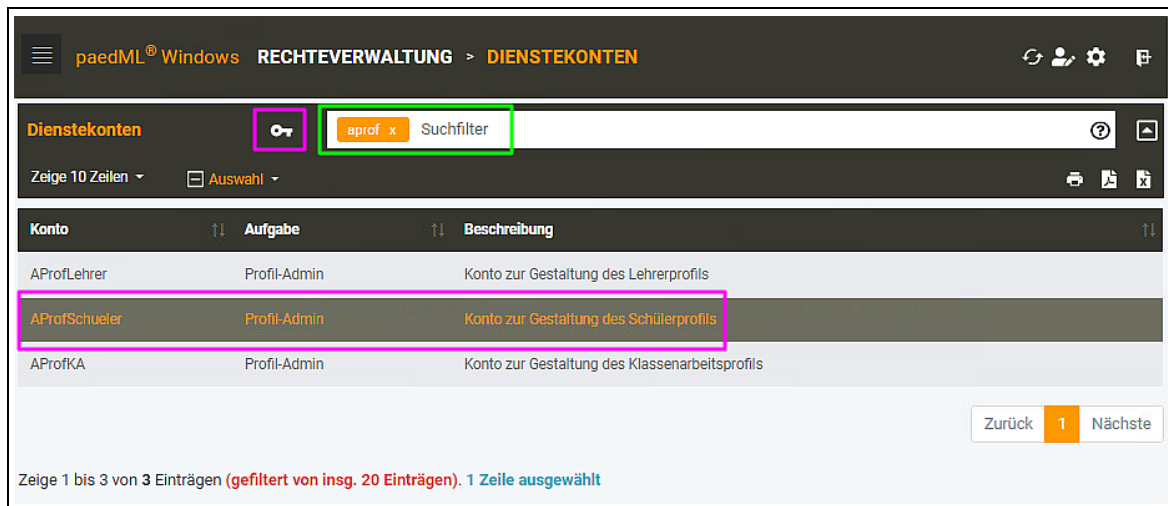 paedML® Windows RECHTEVERWALTUNG > DIENSTEKONTEN
Dienstekonten aprof x Suchfilter
Zeige 10 Zeilen Auswahl
Konto Aufgabe Beschreibung
AProfLehrer Profil-Admin Konto zur Gestaltung des Lehrerprofils
AProfSchueler Profil-Admin Konto zur Gestaltung des Schülerprofils
AProfKA Profil-Admin Konto zur Gestaltung des Klassenarbeitsprofils
Zurück 1 Nächste
Zeige 1 bis 3 von 3 Einträgen (gefiltert von insg. 20 Einträgen). 1 Zeile ausgewählt